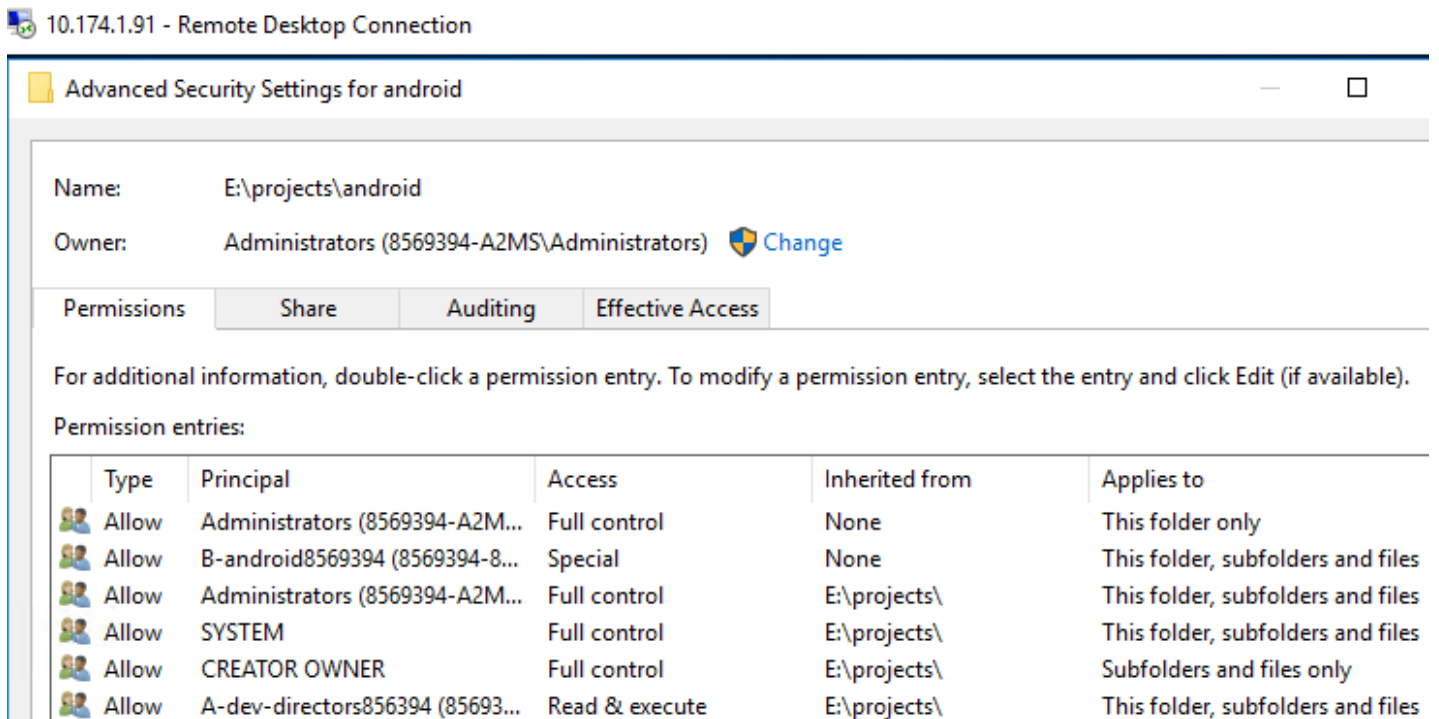 10.174.1.91 - Remote Desktop Connection
Advanced Security Settings for android
Name: E:\projects\android
Owner: Administrators (8569394-A2MS\Administrators) Change
Permissions Share Auditing Effective Access
For additional information, double-click a permission entry. To modify a permission entry, select the entry and click Edit (if available).
Permission entries:
Type Principal Access Inherited from Applies to
Allow Administrators (8569394-A2M... Full control None This folder only
Allow B-android8569394 (8569394-8... Special None This folder, subfolders and files
Allow Administrators (8569394-A2M... Full control E:\projects\ This folder, subfolders and files
Allow SYSTEM Full control E:\projects\ This folder, subfolders and files
Allow CREATOR OWNER Full control E:\projects\ Subfolders and files only
Allow A-dev-directors856394 (85693... Read & execute E:\projects\ This folder, subfolders and files